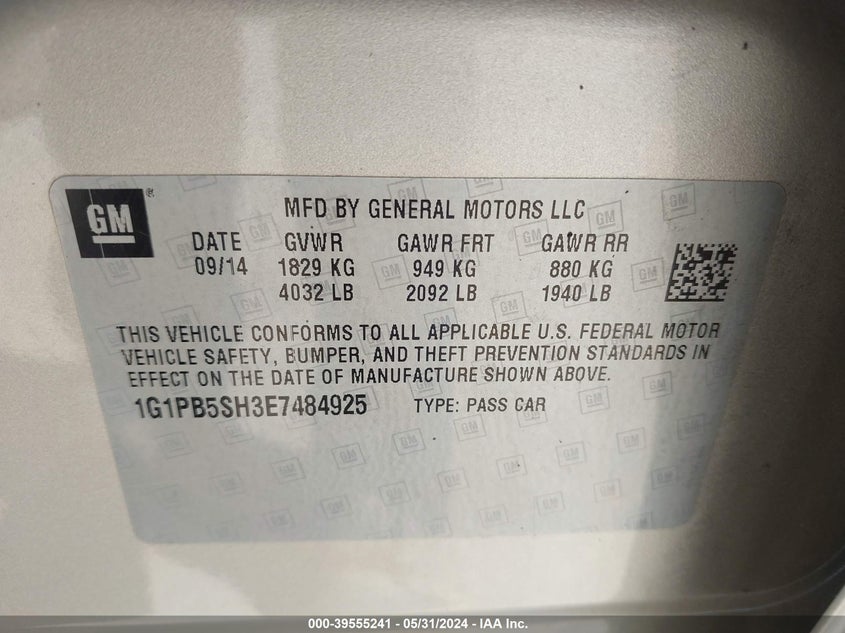 GM ®
MFD BY GENERAL MOTORS LLC
DATE GVWR GAWR FRT GAWR RR
09/14 1829 KG 949 KG 880 KG
4032 LB 2092 LB 1940 LB
THIS VEHICLE CONFORMS TO ALL APPLICABLE U.S. FEDERAL MOTOR
VEHICLE SAFETY, BUMPER, AND THEFT PREVENTION STANDARDS IN
EFFECT ON THE DATE OF MANUFACTURE SHOWN ABOVE.
1G1PB5SH3E7484925 TYPE: PASS CAR
000-39555241 - 05/31/2024 - IAA Inc.